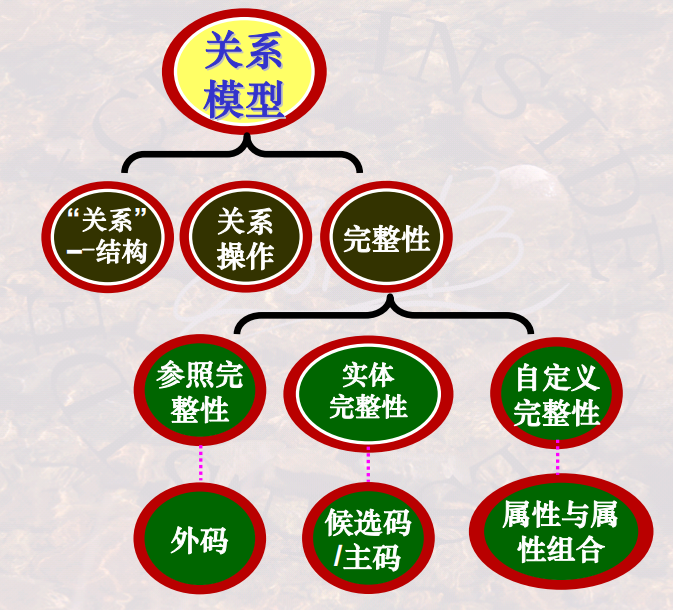 关系
模型
“关系”
--结构
关系
操作
完整性
参照完
整性
实体
完整性
自定义
完整性
外码
候选码
/主码
属性与属
性组合